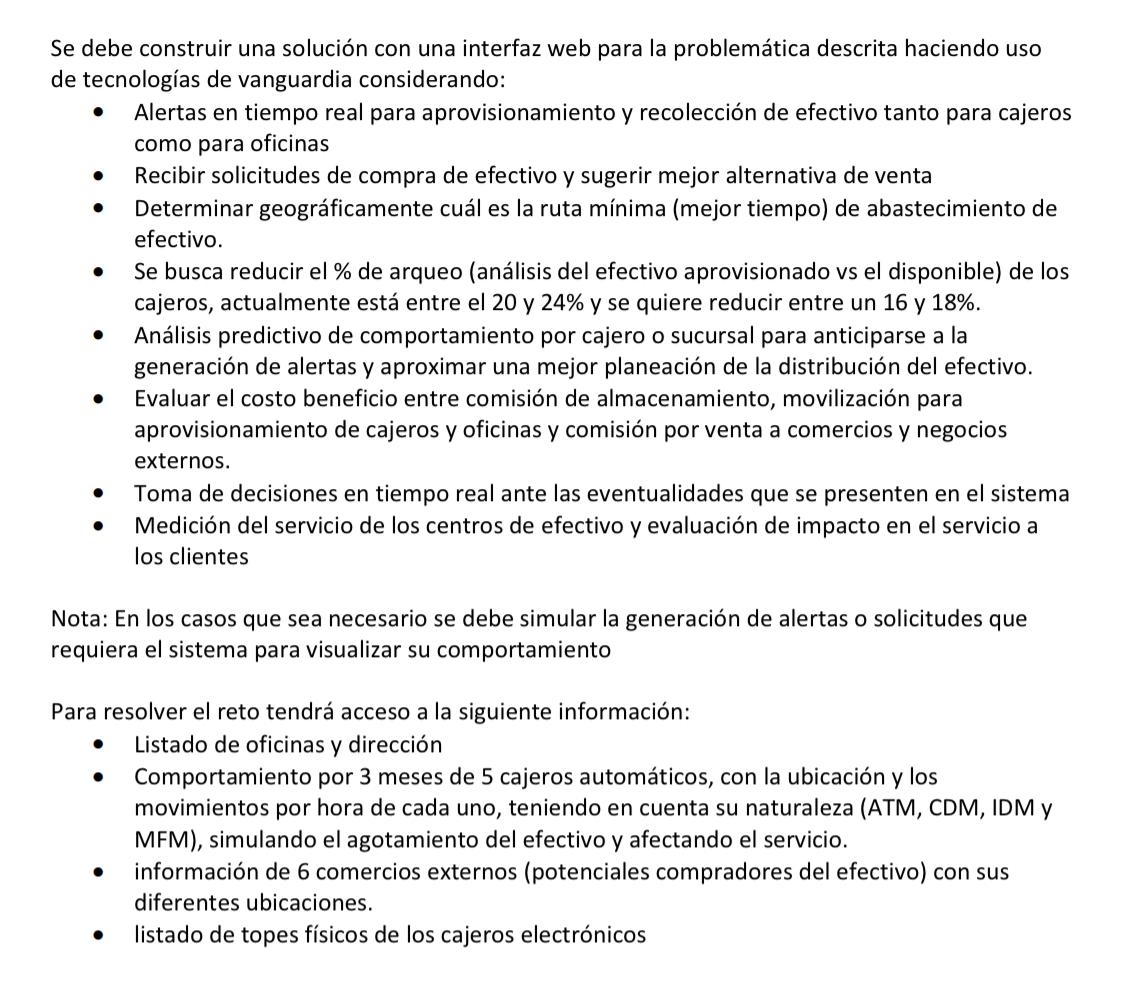 Se debe construir una solución con una interfaz web para la problemática descrita haciendo uso
de tecnologías de vanguardia considerando:
• Alertas en tiempo real para aprovisionamiento y recolección de efectivo tanto para cajeros
como para oficinas
• Recibir solicitudes de compra de efectivo y sugerir mejor alternativa de venta
• Determinar geográficamente cuál es la ruta mínima (mejor tiempo) de abastecimiento de
efectivo.
• Se busca reducir el % de arqueo (análisis del efectivo aprovisionado vs el disponible) de los
cajeros, actualmente está entre el 20 y 24% y se quiere reducir entre un 16 y 18%.
• Análisis predictivo de comportamiento por cajero o sucursal para anticiparse a la
generación de alertas y aproximar una mejor planeación de la distribución del efectivo.
• Evaluar el costo beneficio entre comisión de almacenamiento, movilización para
aprovisionamiento de cajeros y oficinas y comisión por venta a comercios y negocios
externos.
• Toma de decisiones en tiempo real ante las eventualidades que se presenten en el sistema
• Medición del servicio de los centros de efectivo y evaluación de impacto en el servicio a
los clientes
Nota: En los casos que sea necesario se debe simular la generación de alertas o solicitudes que
requiera el sistema para visualizar su comportamiento
Para resolver el reto tendrá acceso a la siguiente información:
• Listado de oficinas y dirección
• Comportamiento por 3 meses de 5 cajeros automáticos, con la ubicación y los
movimientos por hora de cada uno, teniendo en cuenta su naturaleza (ATM, CDM, IDM y
MFM), simulando el agotamiento del efectivo y afectando el servicio.
• información de 6 comercios externos (potenciales compradores del efectivo) con sus
diferentes ubicaciones.
• listado de topes físicos de los cajeros electrónicos